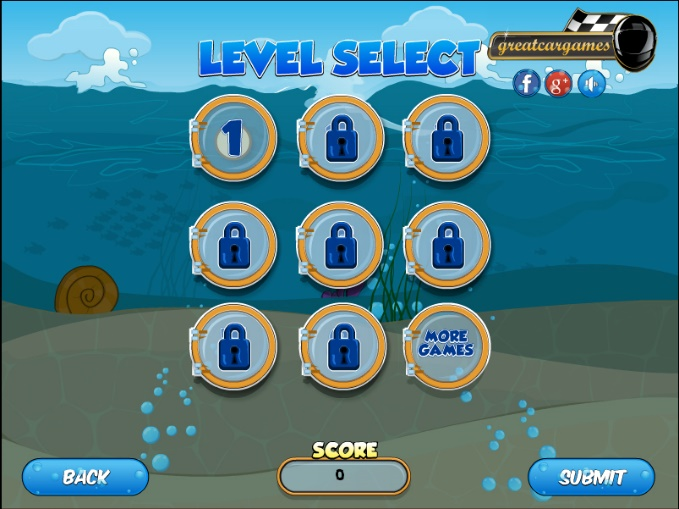 LEVEL SELECT
greatcargames
f g+
1
MORE
GAMES
SCORE
0
BACK
SUBMIT